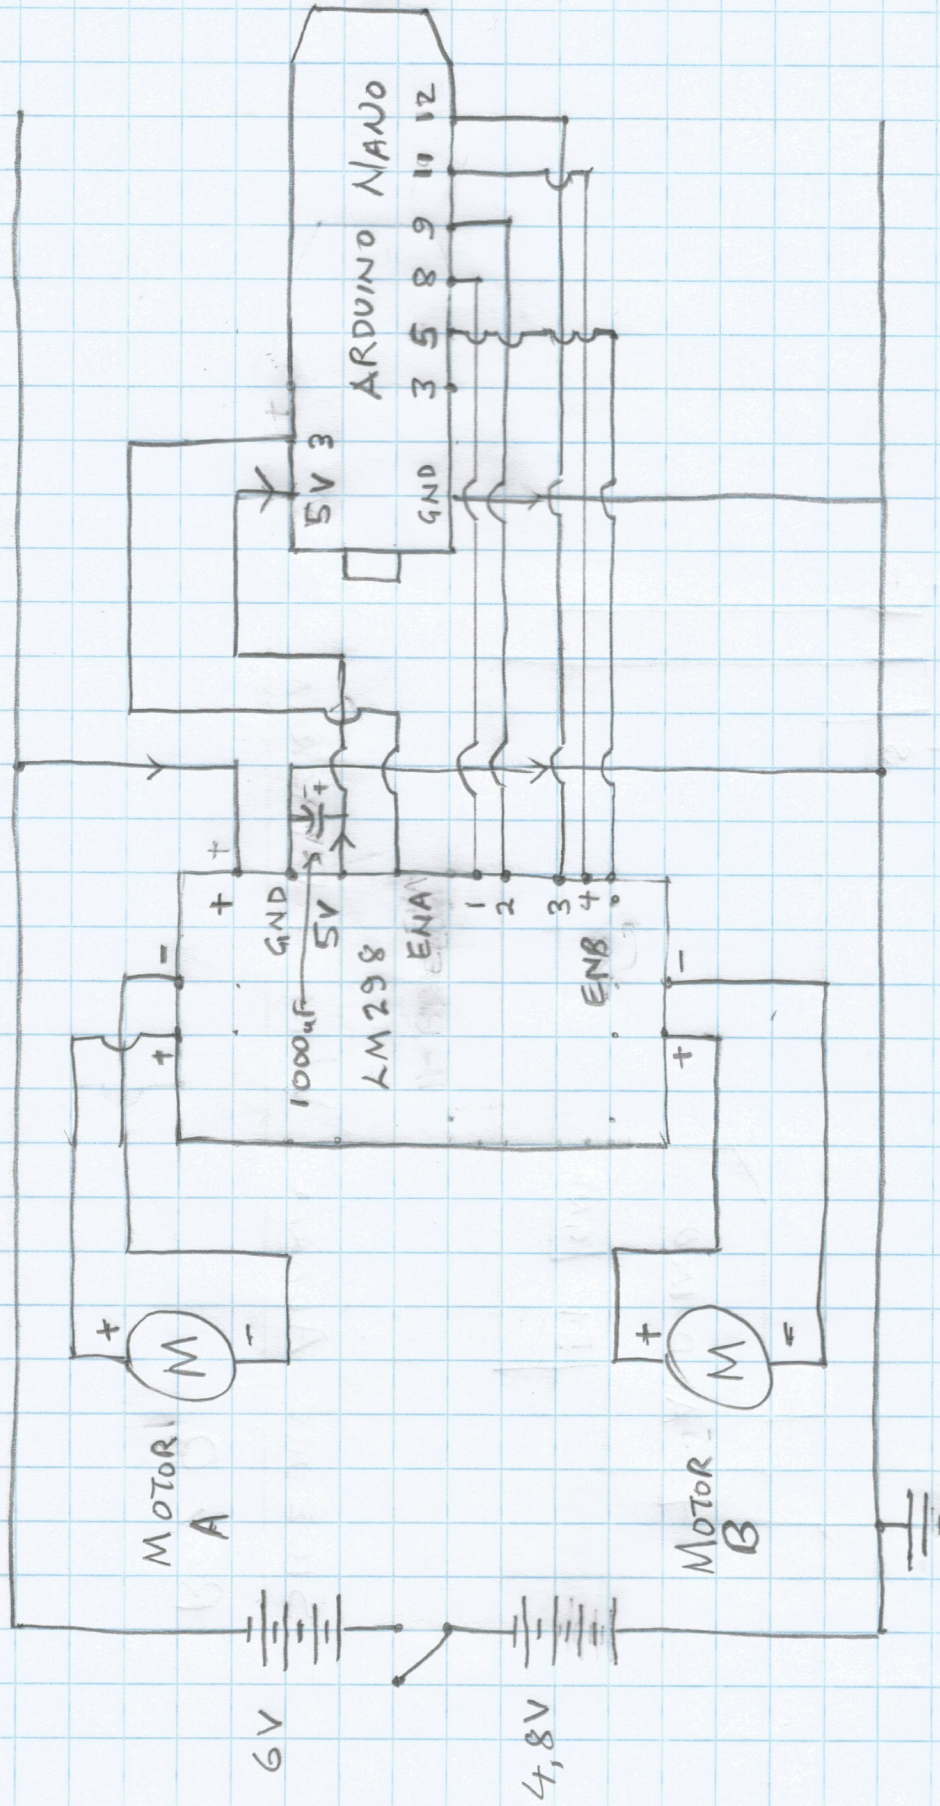 6V
4,8V
MOTOR
A
MOTOR
B
M
+
-
M
+
-
+
-
+
-
LM298
1000uF
+
+
GND
5V
ENA
1
2
3
4
ENB
+
-
ARDUINO NANO
5V
3
GND
3
5
8
9
11
12